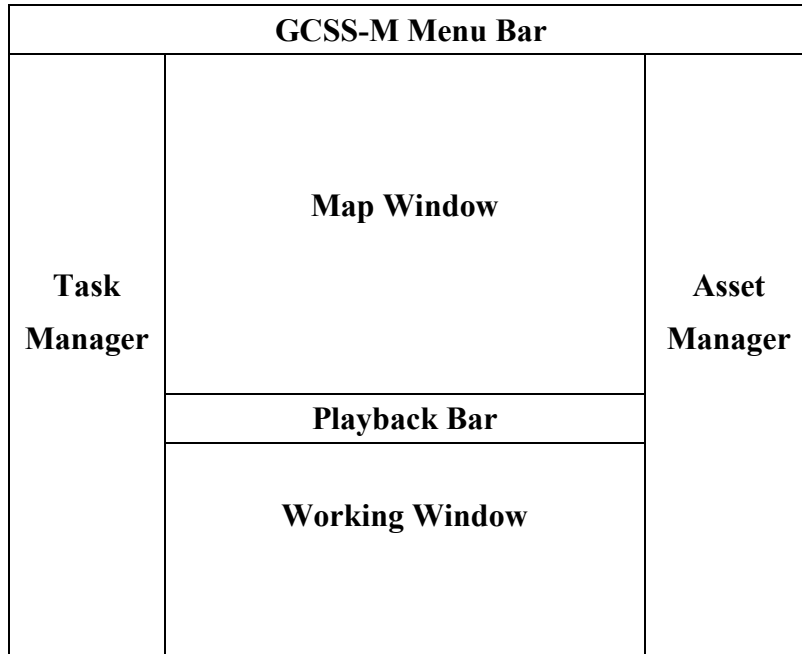 GCSS-M Menu Bar
Task
Manager
Map Window
Playback Bar
Working Window
Asset
Manager